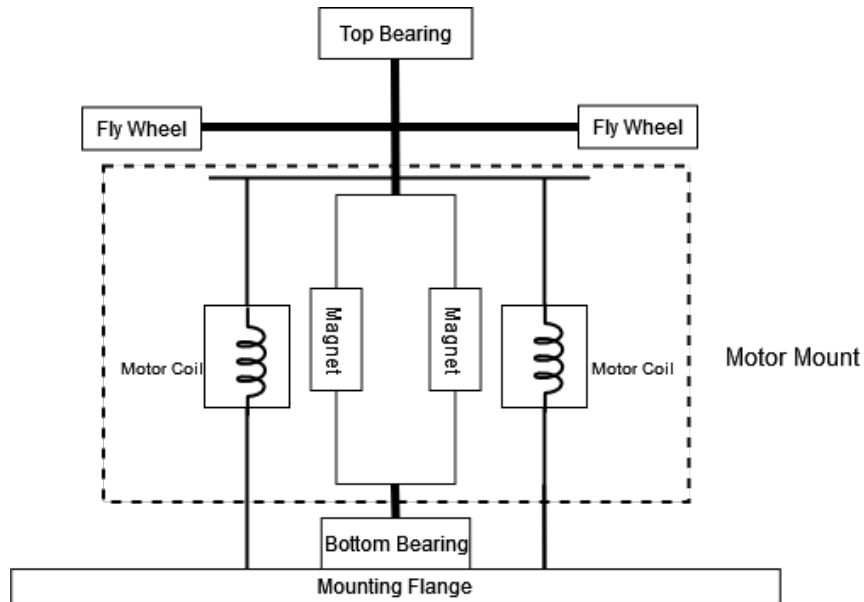 Top Bearing
Fly Wheel
Fly Wheel
Motor Coil
Magnet
Magnet
Motor Coil
Motor Mount
Bottom Bearing
Mounting Flange